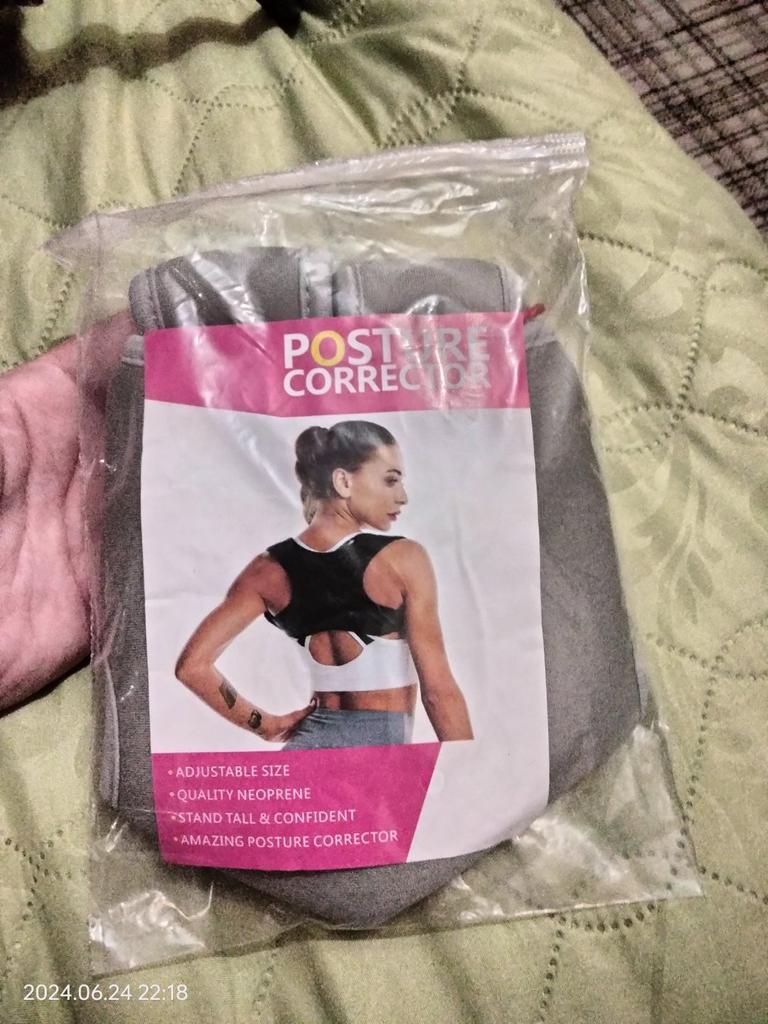 POSTURE
CORRECTOR
• ADJUSTABLE SIZE
• QUALITY NEOPRENE
• STAND TALL & CONFIDENT
• AMAZING POSTURE CORRECTOR
2024.06.24 22:18